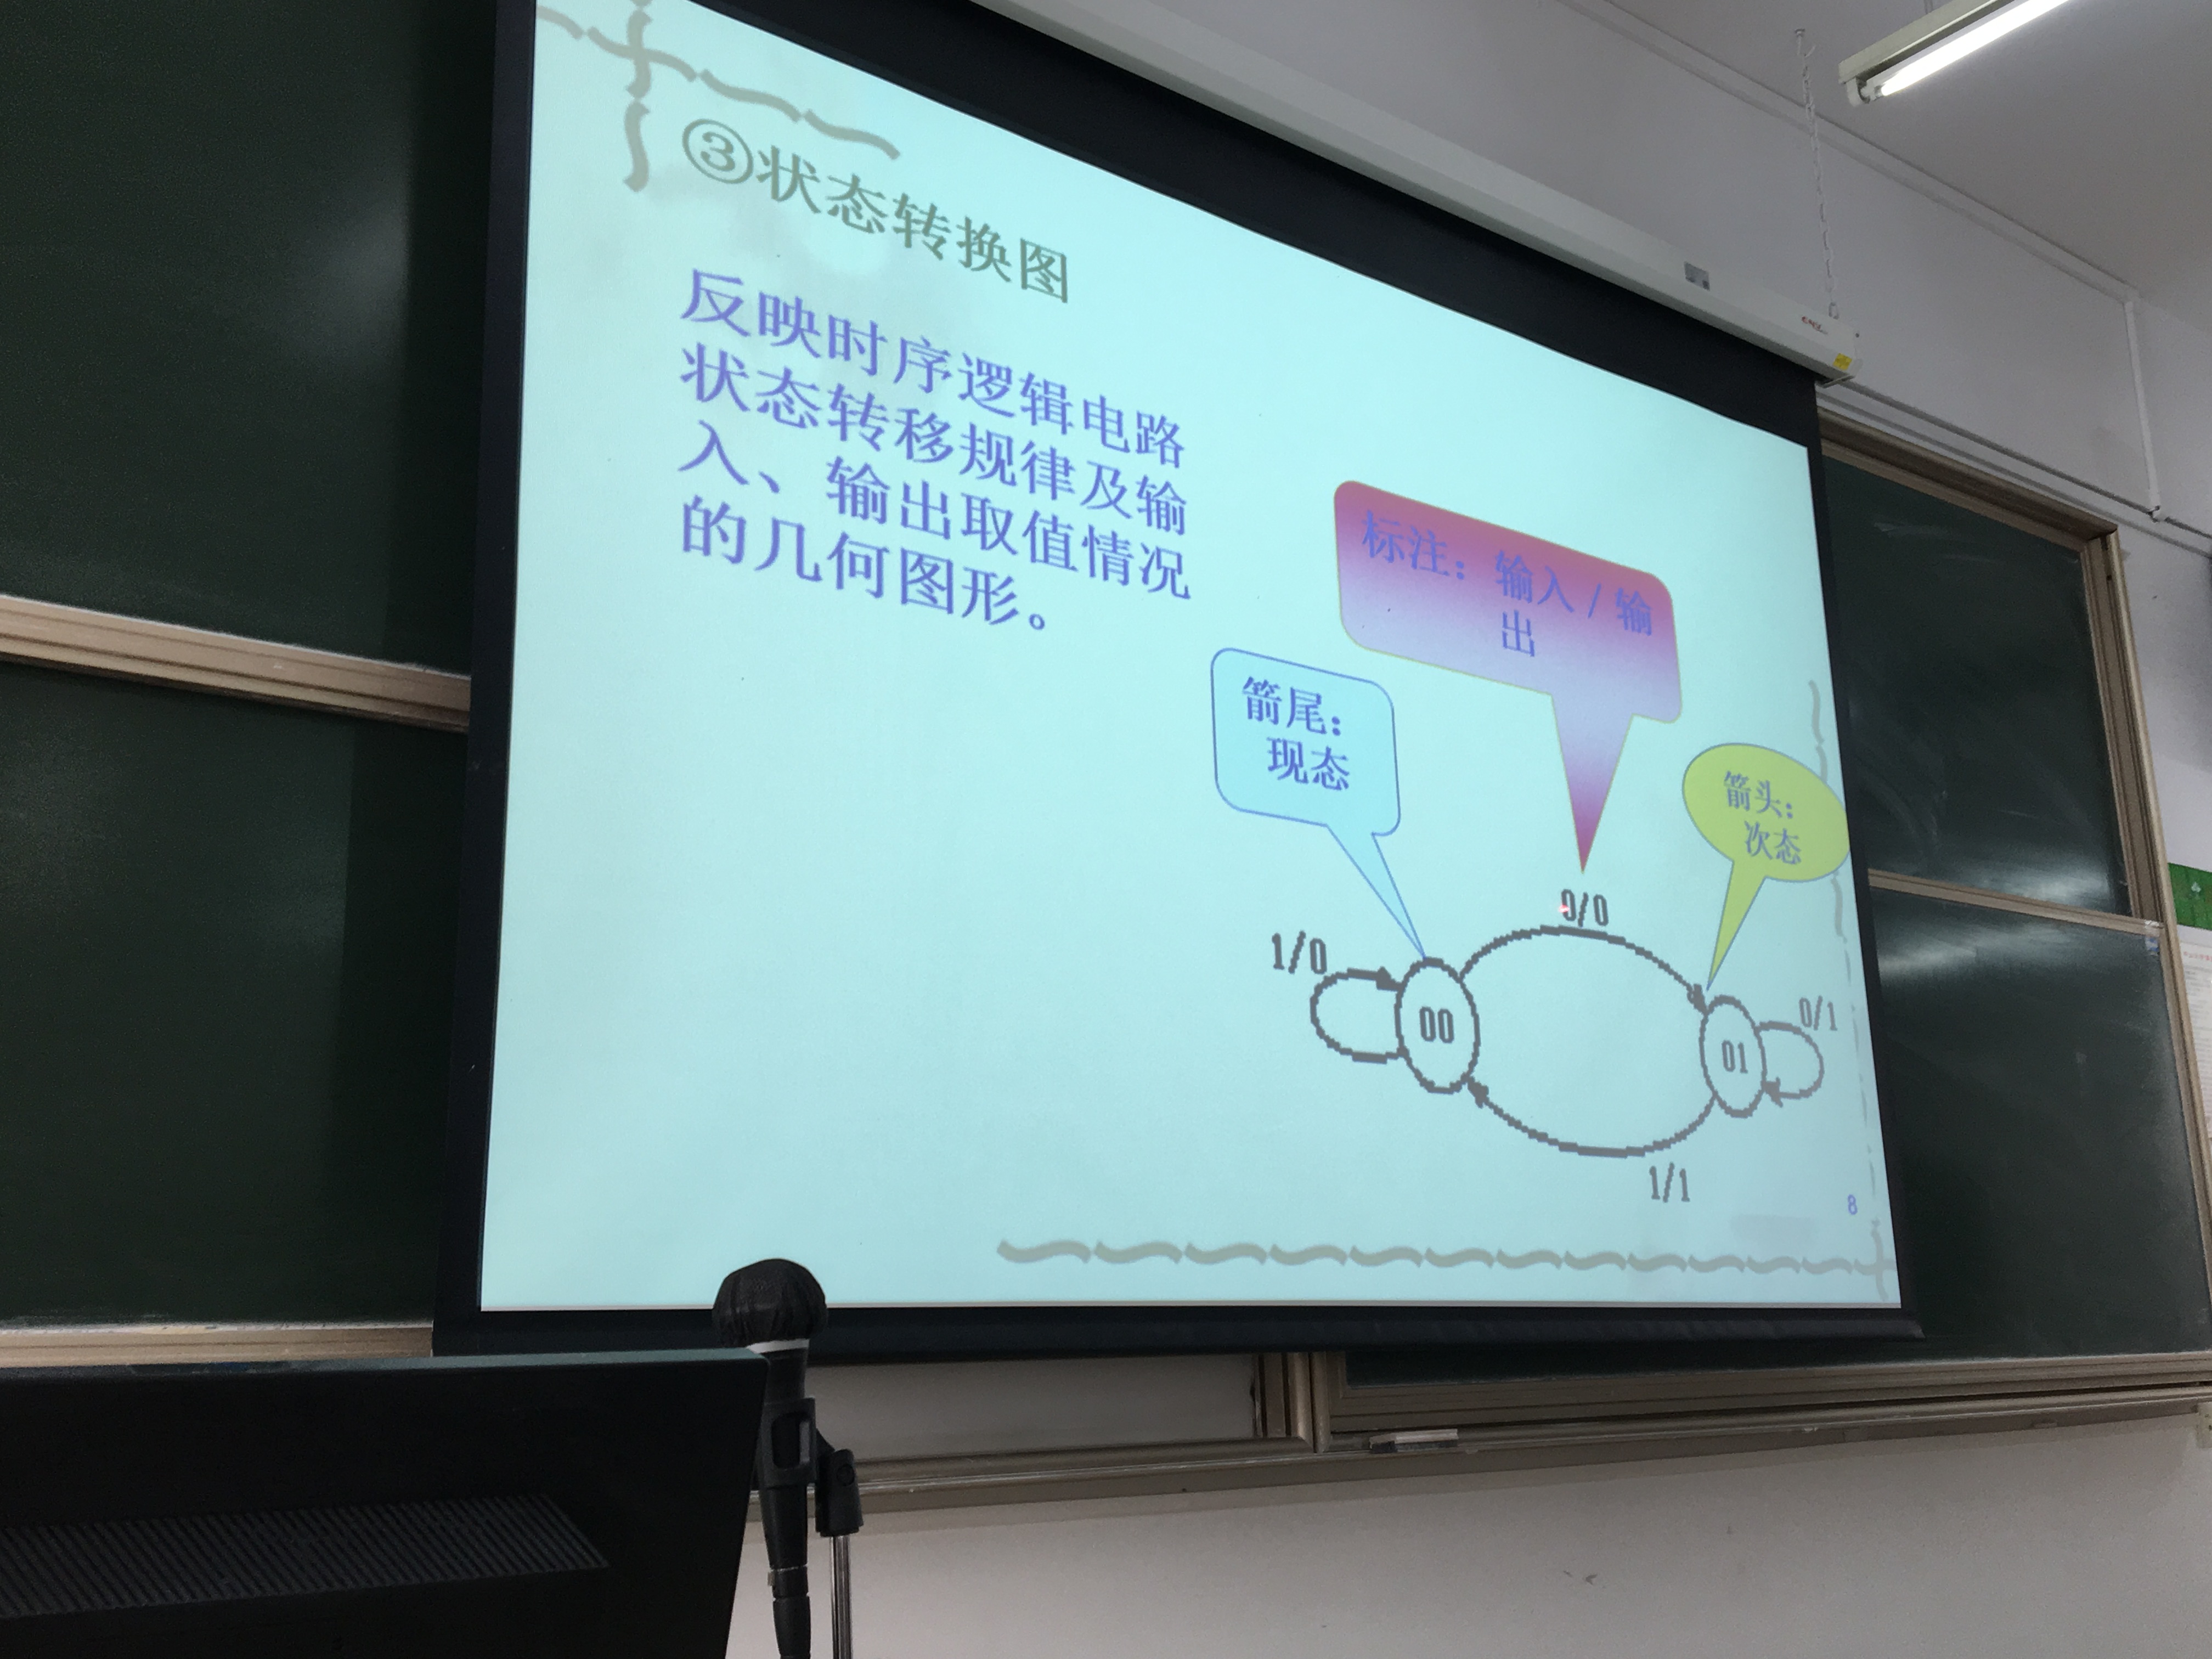 ③状态转换图
反映时序逻辑电路
状态转移规律及输
入、输出取值情况
的几何图形。
标注：输入/输
出
箭尾：
现态
箭头：
次态
0/0
1/0
00
01
0/1
1/1
8